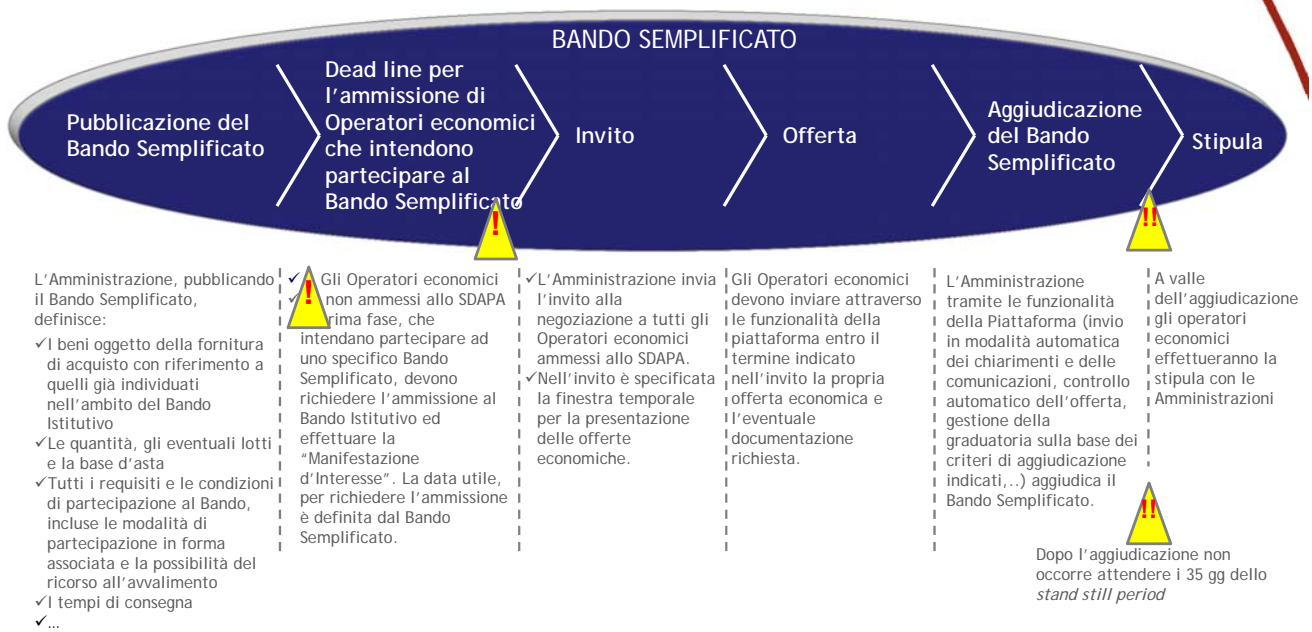 BANDO SEMPLIFICATO
Pubblicazione del
Bando Semplificato
Dead line per
l'ammissione di
Operatori economici
che intendono
partecipare al
Bando Semplificato
!
Invito
Offerta
Aggiudicazione
del Bando
Semplificato
!!
Stipula
L'Amministrazione, pubblicando
il Bando Semplificato,
definisce:
✓I beni oggetto della fornitura
di acquisto con riferimento a
quelli già individuati
nell'ambito del Bando
Istitutivo
✓Le quantità, gli eventuali lotti
e la base d'asta
✓Tutti i requisiti e le condizioni
di partecipazione al Bando,
incluse le modalità di
partecipazione in forma
associata e la possibilità del
ricorso all'avvalimento
✓I tempi di consegna
✓…
!
✓ Gli Operatori economici
✓ non ammessi allo SDAPA
rima fase, che
intendano partecipare ad
uno specifico Bando
Semplificato, devono
richiedere l'ammissione al
Bando Istitutivo ed
effettuare la
"Manifestazione
d'Interesse". La data utile,
per richiedere l'ammissione
è definita dal Bando
Semplificato.
✓L'Amministrazione invia
l'invito alla
negoziazione a tutti gli
Operatori economici
ammessi allo SDAPA.
✓Nell'invito è specificata
la finestra temporale
per la presentazione
delle offerte
economiche.
Gli Operatori economici
devono inviare attraverso
le funzionalità della
piattaforma entro il
termine indicato
nell'invito la propria
offerta economica e
l'eventuale
documentazione
richiesta.
L'Amministrazione
tramite le funzionalità
della Piattaforma (invio
in modalità automatica
dei chiarimenti e delle
comunicazioni, controllo
automatico dell'offerta,
gestione della
graduatoria sulla base dei
criteri di aggiudicazione
indicati,..) aggiudica il
Bando Semplificato.
A valle
dell'aggiudicazione
gli operatori
economici
effettueranno la
stipula con le
Amministrazioni
!!
Dopo l'aggiudicazione non
occorre attendere i 35 gg dello
stand still period